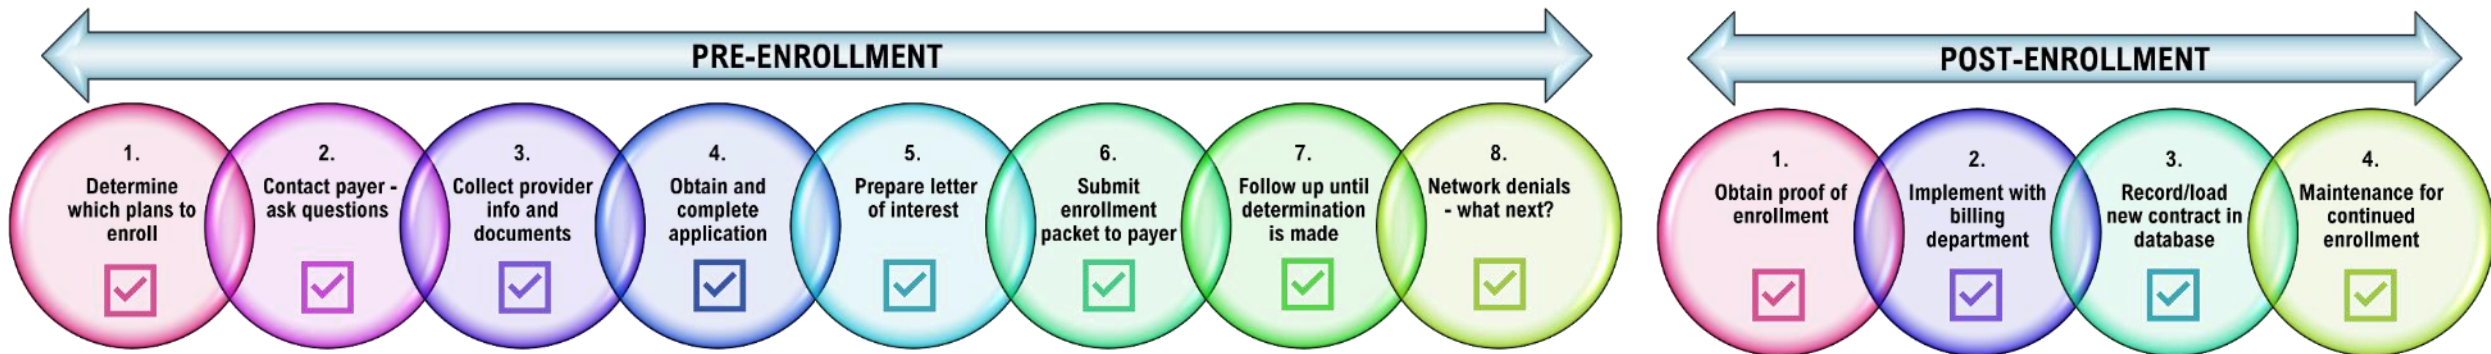 PRE-ENROLLMENT
1.
Determine
which plans to
enroll
2.
Contact payer -
ask questions
3.
Collect provider
info and
documents
4.
Obtain and
complete
application
5.
Prepare letter
of interest
6.
Submit
enrollment
packet to payer
7.
Follow up until
determination
is made
8.
Network denials
- what next?
POST-ENROLLMENT
1.
Obtain proof of
enrollment
2.
Implement with
billing
department
3.
Record/load
new contract in
database
4.
Maintenance for
continued
enrollment